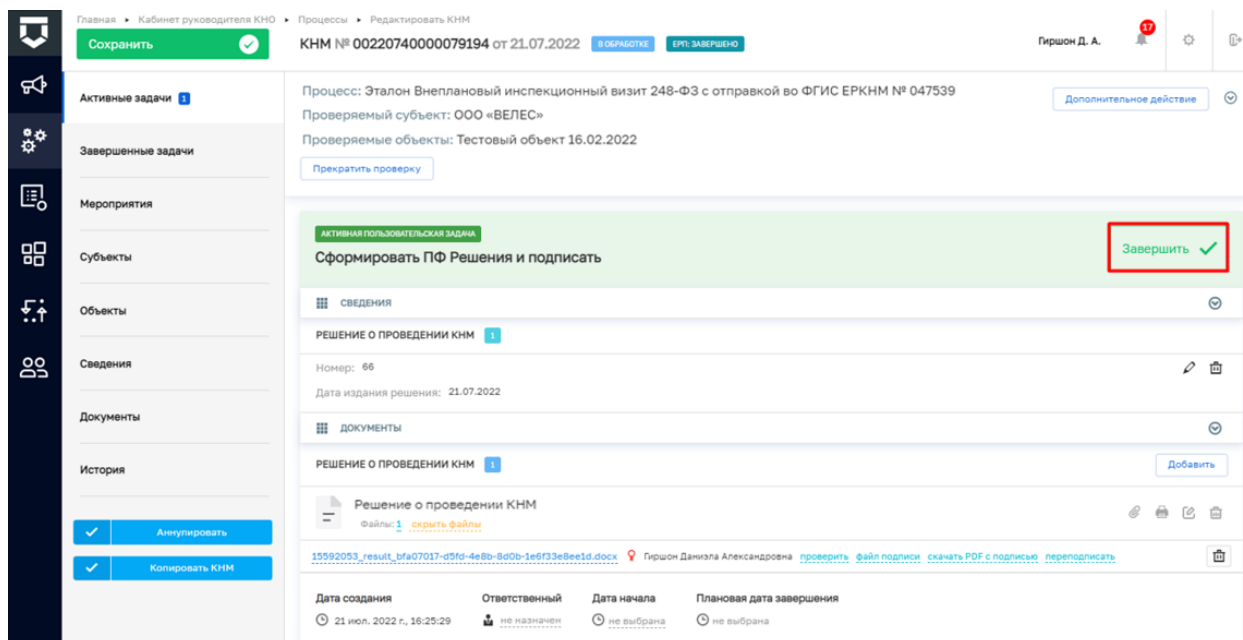 Главная ▸ Кабинет руководителя КНО ▸ Процессы ▸ Редактировать КНМ
Сохранить
КНМ № 00220740000079194 от 21.07.2022 В ОБРАБОТКЕ ЕРП: ЗАВЕРШЕНО
Гиршон Д. А. 17
Активные задачи 1
Завершенные задачи
Мероприятия
Субъекты
Объекты
Сведения
Документы
История
Аннулировать
Копировать КНМ
Процесс: Эталон Внеплановый инспекционный визит 248-ФЗ с отправкой во ФГИС ЕРКНМ № 047539
Дополнительное действие
Проверяемый субъект: ООО «ВЕЛЕС»
Проверяемые объекты: Тестовый объект 16.02.2022
Прекратить проверку
АКТИВНАЯ ПОЛЬЗОВАТЕЛЬСКАЯ ЗАДАЧА
Сформировать ПФ Решения и подписать
Завершить
СВЕДЕНИЯ
РЕШЕНИЕ О ПРОВЕДЕНИИ КНМ 1
Номер: 66
Дата издания решения: 21.07.2022
ДОКУМЕНТЫ
РЕШЕНИЕ О ПРОВЕДЕНИИ КНМ 1
Добавить
Решение о проведении КНМ
Файлы: 1 скрыть файлы
15592053_result_bfa07017-d5fd-4e8b-8d0b-1e6f33e8ee1d.docx Гиршон Даниэла Александровна проверить файл подписи скачать PDF с подписью переподписать
Дата создания Ответственный Дата начала Плановая дата завершения
21 июл. 2022 г., 16:25:29 не назначен не выбрана не выбрана